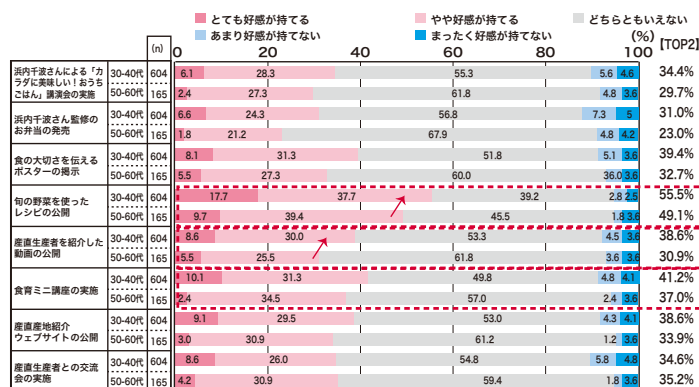 とても好感が持てる やや好感が持てる どちらともいえない
あまり好感が持てない まったく好感が持てない
(n) 0 20 40 60 80 100 (%) 【TOP2】
浜内千波さんによる「カラダに美味しい！おうちごはん」講演会の実施
30-40代 604 6.1 28.3 55.3 5.6 4.6 34.4%
50-60代 165 2.4 27.3 61.8 4.8 3.6 29.7%
浜内千波さん監修の
お弁当の発売
30-40代 604 6.6 24.3 56.8 7.3 5 31.0%
50-60代 165 1.8 21.2 67.9 4.8 4.2 23.0%
食の大切さを伝える
ポスターの掲示
30-40代 604 8.1 31.3 51.8 5.1 3.6 39.4%
50-60代 165 5.5 27.3 60.0 36.0 3.6 32.7%
旬の野菜を使った
レシピの公開
30-40代 604 17.7 37.7 39.2 2.8 2.5 55.5%
50-60代 165 9.7 39.4 45.5 1.8 3.6 49.1%
産直生産者を紹介した
動画の公開
30-40代 604 8.6 30.0 53.3 4.5 3.6 38.6%
50-60代 165 5.5 25.5 61.8 3.6 3.6 30.9%
食育ミニ講座の実施
30-40代 604 10.1 31.3 49.8 4.8 4.1 41.2%
50-60代 165 2.4 34.5 57.0 2.4 3.6 37.0%
産直産地紹介
ウェブサイトの公開
30-40代 604 9.1 29.5 53.0 4.3 4.1 38.6%
50-60代 165 3.0 30.9 61.2 1.2 3.6 33.9%
産直生産者との交流
会の実施
30-40代 604 8.6 26.0 54.8 5.8 4.8 34.6%
50-60代 165 4.2 30.9 59.4 1.8 3.6 35.2%